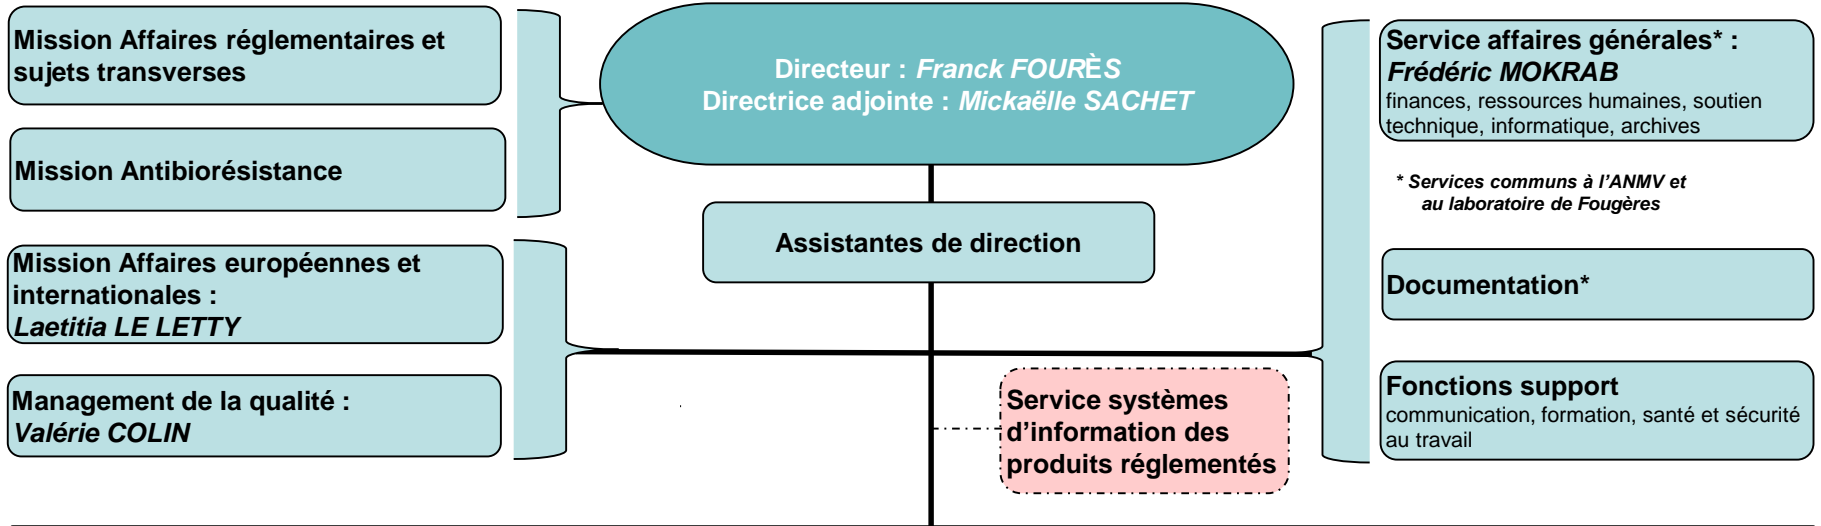 Mission Affaires réglementaires et
sujets transverses
Mission Antibiorésistance
Mission Affaires européennes et
internationales :
Laetitia LE LETTY
Management de la qualité :
Valérie COLIN
Directeur : Franck FOURÈS
Directrice adjointe : Mickaëlle SACHET
Assistantes de direction
Service systèmes
d’information des
produits réglementés
Service affaires générales* :
Frédéric MOKRAB
finances, ressources humaines, soutien
technique, informatique, archives
* Services communs à l’ANMV et
au laboratoire de Fougères
Documentation*
Fonctions support
communication, formation, santé et sécurité
au travail